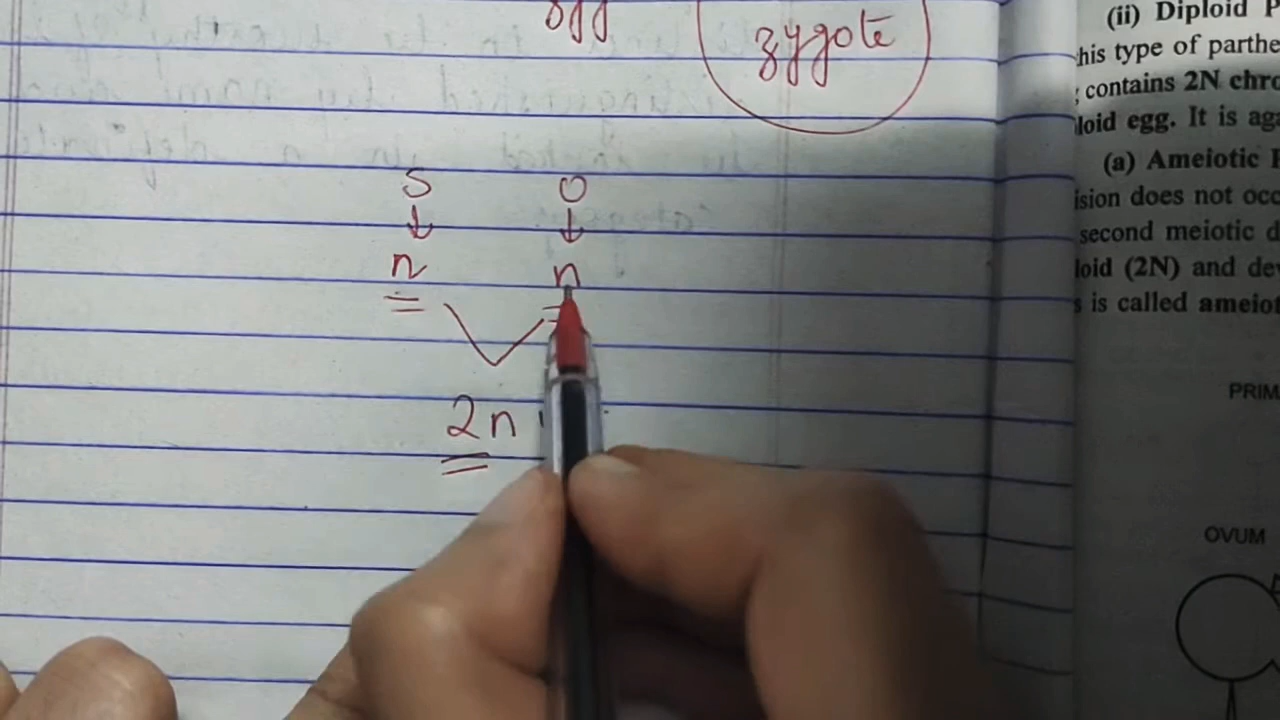 egg
zygote
S O
n n
2n
(ii) Diploid P
his type of parthe
; contains 2N chro
loid egg. It is aga
(a) Ameiotic P
ision does not occ
second meiotic d
loid (2N) and dev
s is called ameiot
PRIM
OVUM